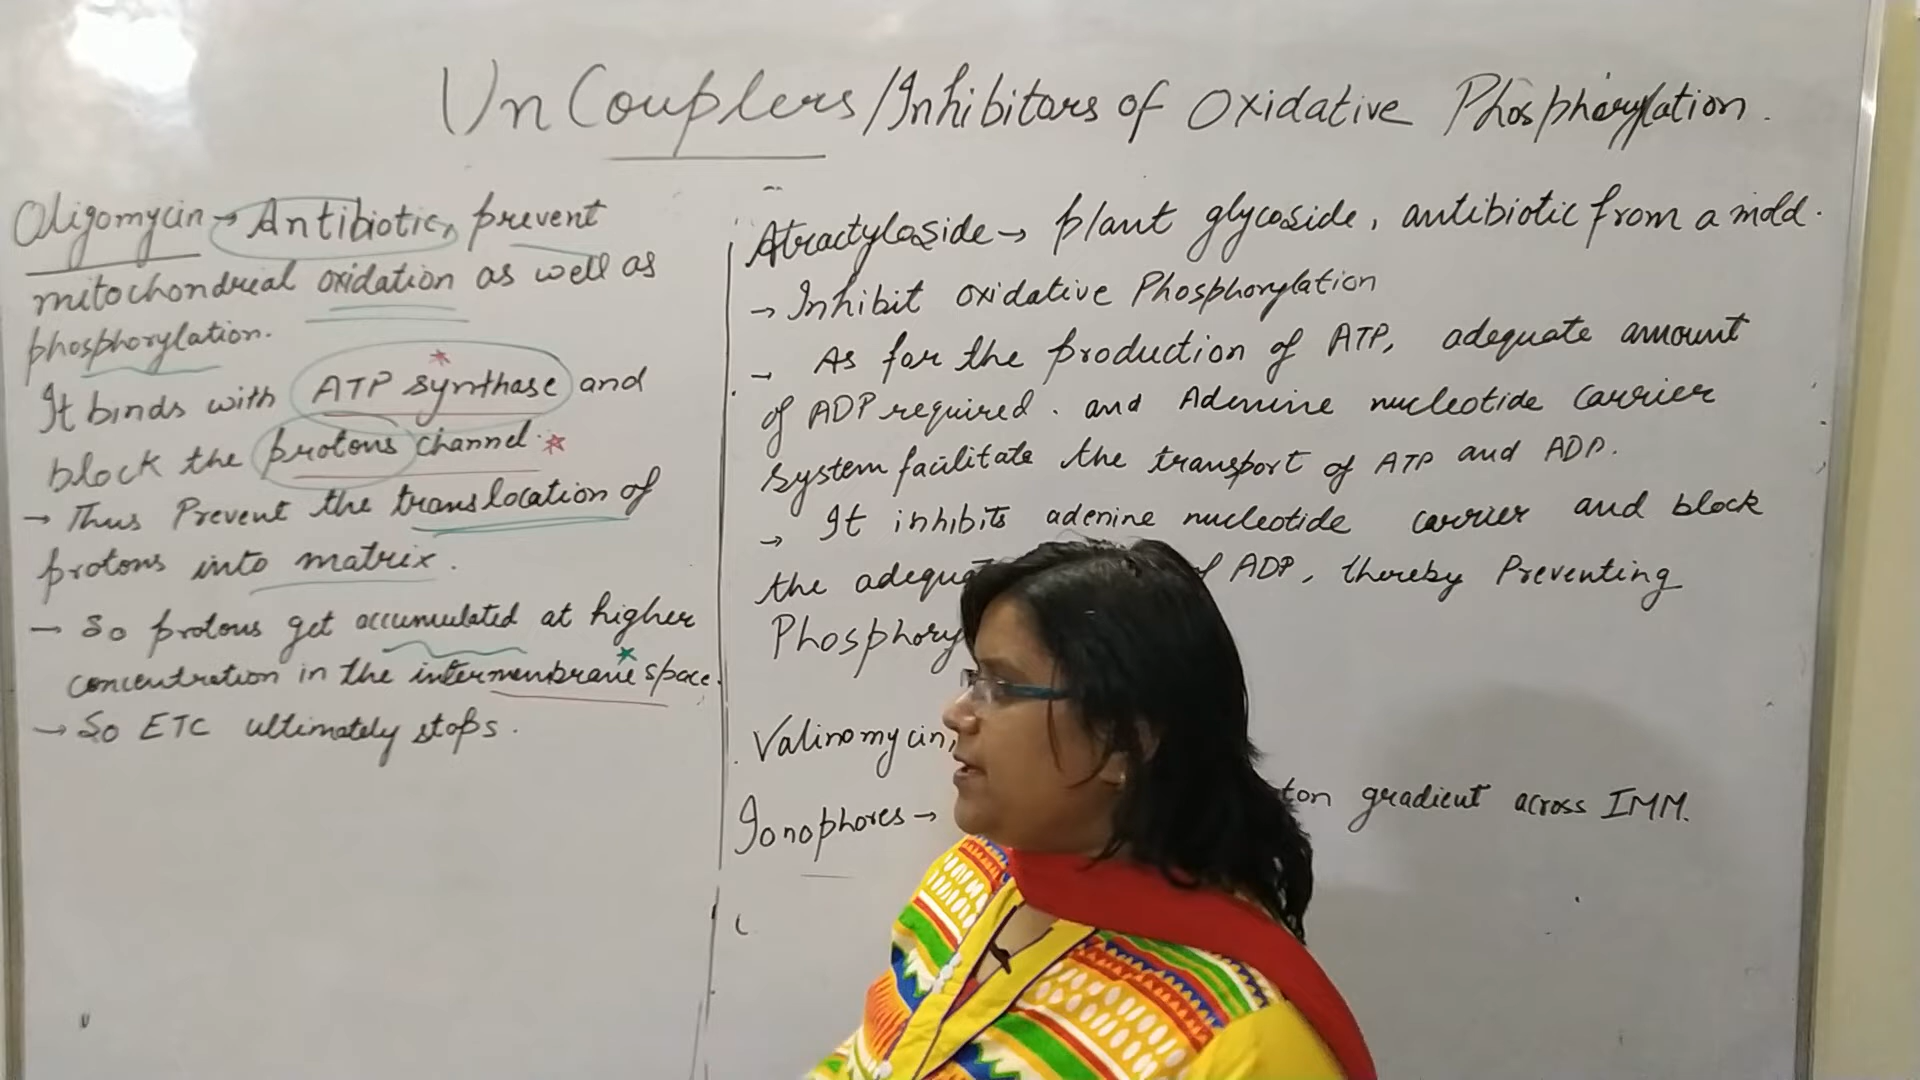 UnCouplers/Inhibitors of Oxidative Phosphorylation.
Oligomycin → Antibiotic, prevent
mitochondrial oxidation as well as
phosphorylation.
It binds with ATP synthase and
block the protons channel.
→ Thus Prevent the translocation of
protons into matrix.
→ So protons get accumulated at higher
concentration in the intermenbrane space.
→ So ETC ultimately stops.
Atractyloside → plant glycoside, antibiotic from a mold.
→ Inhibit oxidative Phosphorylation
→ As for the production of ATP, adequate amount
of ADP required. and Adenine nucleotide carrier
system facilitate the transport of ATP and ADP.
→ It inhibits adenine nucleotide carrier and block
the ADP, thereby Preventing
Valinomycin,
Ionophores → gradient across IMM.